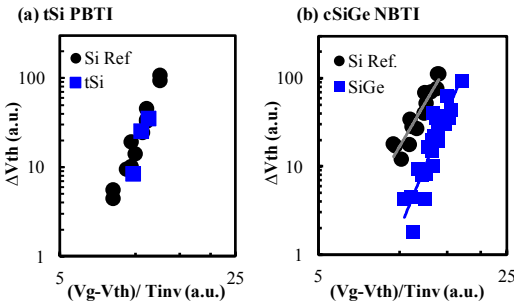 (a) tSi PBTI
ΔVth (a.u.)
100
10
1
Si Ref
tSi
5
25
(Vg-Vth)/ Tinv (a.u.)
(b) cSiGe NBTI
ΔVth (a.u.)
100
10
1
Si Ref.
SiGe
5
25
(Vg-Vth)/Tinv (a.u.)